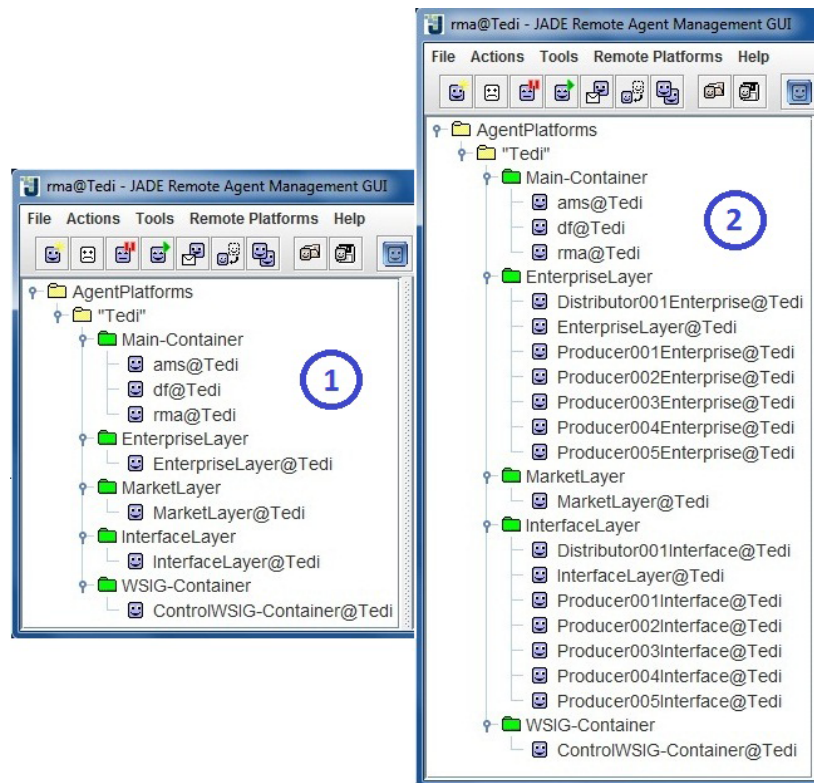 rma@Tedi - JADE Remote Agent Management GUI
File Actions Tools Remote Platforms Help
AgentPlatforms
"Tedi"
Main-Container
ams@Tedi
df@Tedi
rma@Tedi
EnterpriseLayer
EnterpriseLayer@Tedi
MarketLayer
MarketLayer@Tedi
InterfaceLayer
InterfaceLayer@Tedi
WSIG-Container
ControlWSIG-Container@Tedi
1
rma@Tedi - JADE Remote Agent Management GUI
File Actions Tools Remote Platforms Help
AgentPlatforms
"Tedi"
Main-Container
ams@Tedi
df@Tedi
rma@Tedi
EnterpriseLayer
Distributor001Enterprise@Tedi
EnterpriseLayer@Tedi
Producer001Enterprise@Tedi
Producer002Enterprise@Tedi
Producer003Enterprise@Tedi
Producer004Enterprise@Tedi
Producer005Enterprise@Tedi
MarketLayer
MarketLayer@Tedi
InterfaceLayer
Distributor001Interface@Tedi
InterfaceLayer@Tedi
Producer001Interface@Tedi
Producer002Interface@Tedi
Producer003Interface@Tedi
Producer004Interface@Tedi
Producer005Interface@Tedi
WSIG-Container
ControlWSIG-Container@Tedi
2